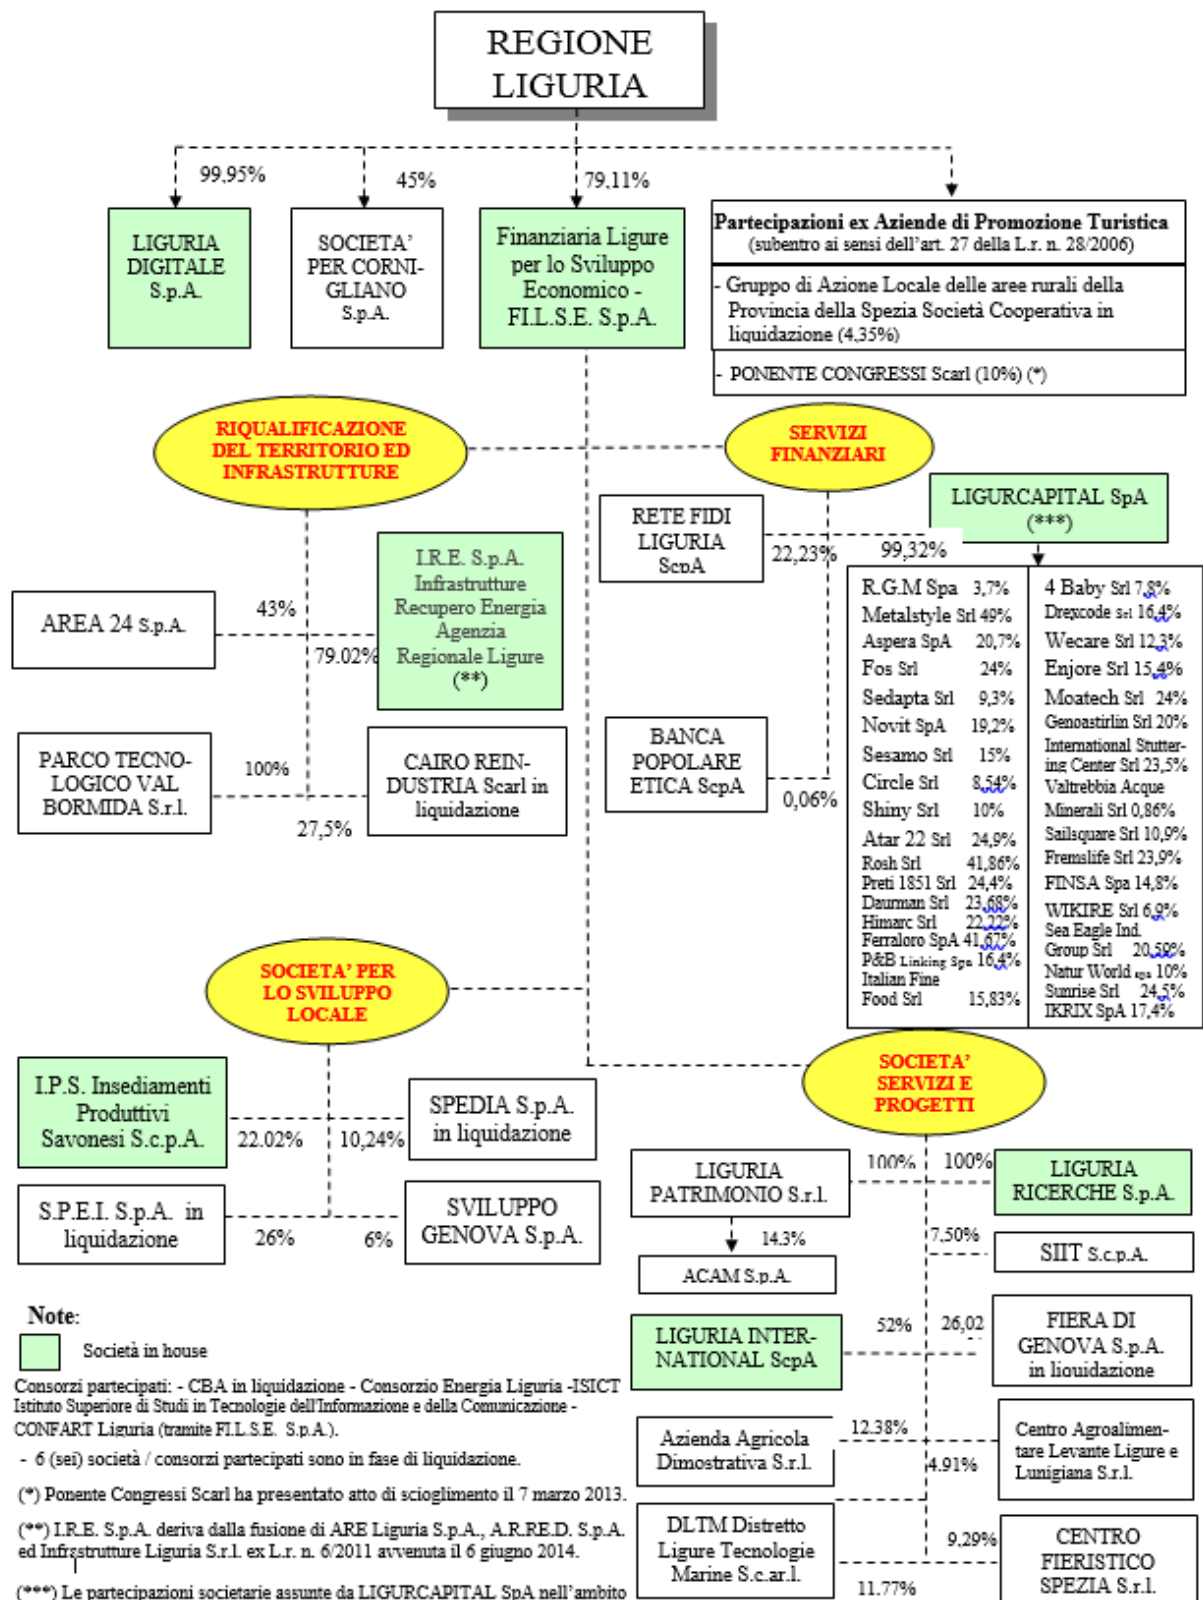 REGIONE
LIGURIA
99,95%
45%
79,11%
LIGURIA
DIGITALE
S.p.A.
SOCIETA'
PER CORNI-
GLIANO
S.p.A.
Finanziaria Ligure
per lo Sviluppo
Economico -
FI.L.S.E. S.p.A.
Partecipazioni ex Aziende di Promozione Turistica
(subentro ai sensi dell'art. 27 della L.r. n. 28/2006)
- Gruppo di Azione Locale delle aree rurali della
Provincia della Spezia Società Cooperativa in
liquidazione (4,35%)
- PONENTE CONGRESSI Scarl (10%) (*)
RIQUALIFICAZIONE
DEL TERRITORIO ED
INFRASTRUTTURE
SERVIZI
FINANZIARI
RETE FIDI
LIGURIA
ScpA
22,23%
LIGURCAPITAL SpA
(***)
99,32%
I.R.E. S.p.A.
Infrastrutture
Recupero Energia
Agenzia
Regionale Ligure
(**)
AREA 24 S.p.A.
43%
79.02%
PARCO TECNO-
LOGICO VAL
BORMIDA S.r.l.
100%
27,5%
CAIRO REIN-
DUSTRIA Scarl in
liquidazione
BANCA
POPOLARE
ETICA ScpA
0,06%
R.G.M Spa 3,7%
Metalstyle Srl 49%
Aspera SpA 20,7%
Fos Srl 24%
Sedapta Srl 9,3%
Novit SpA 19,2%
Sesamo Srl 15%
Circle Srl 8,54%
Shiny Srl 10%
Atar 22 Srl 24,9%
Rosh Srl 41,86%
Preti 1851 Srl 24,4%
Daurman Srl 23,68%
Himarc Srl 22,22%
Ferraloro SpA 41,67%
P&B Linking Spa 16,4%
Italian Fine
Food Srl 15,83%
4 Baby Srl 7,8%
Drexcode Srl 16,4%
Wecare Srl 12,3%
Enjore Srl 15,4%
Moatech Srl 24%
Genoastirlin Srl 20%
International Stutter-
ing Center Srl 23,5%
Valtrebbia Acque
Minerali Srl 0,86%
Sailsquare Srl 10,9%
Fremslife Srl 23,9%
FINSA Spa 14,8%
WIKIRE Srl 6,9%
Sea Eagle Ind.
Group Srl 20,59%
Natur World spa 10%
Sunrise Srl 24,5%
IKRIX SpA 17,4%
SOCIETA' PER
LO SVILUPPO
LOCALE
SOCIETA'
SERVIZI E
PROGETTI
I.P.S. Insediamenti
Produttivi
Savonesi S.c.p.A.
22.02%
10,24%
SPEDIA S.p.A.
in liquidazione
S.P.E.I. S.p.A. in
liquidazione
26%
6%
SVILUPPO
GENOVA S.p.A.
LIGURIA
PATRIMONIO S.r.l.
100%
100%
LIGURIA
RICERCHE S.p.A.
14.3%
ACAM S.p.A.
7,50%
SIIT S.c.p.A.
LIGURIA INTER-
NATIONAL ScpA
52%
26,02
FIERA DI
GENOVA S.p.A.
in liquidazione
Azienda Agricola
Dimostrativa S.r.l.
12.38%
4.91%
Centro Agroalimen-
tare Levante Ligure e
Lunigiana S.r.l.
DLTM Distretto
Ligure Tecnologie
Marine S.c.ar.l.
11.77%
9,29%
CENTRO
FIERISTICO
SPEZIA S.r.l.
Note:
Società in house
Consorzi partecipati: - CBA in liquidazione - Consorzio Energia Liguria -ISICT
Istituto Superiore di Studi in Tecnologie dell'Informazione e della Comunicazione -
CONFART Liguria (tramite FI.L.S.E. S.p.A.).
- 6 (sei) società / consorzi partecipati sono in fase di liquidazione.
(*) Ponente Congressi Scarl ha presentato atto di scioglimento il 7 marzo 2013.
(**) I.R.E. S.p.A. deriva dalla fusione di ARE Liguria S.p.A., A.R.RE.D. S.p.A.
ed Infrastrutture Liguria S.r.l. ex L.r. n. 6/2011 avvenuta il 6 giugno 2014.
(***) Le partecipazioni societarie assunte da LIGURCAPITAL SpA nell'ambito